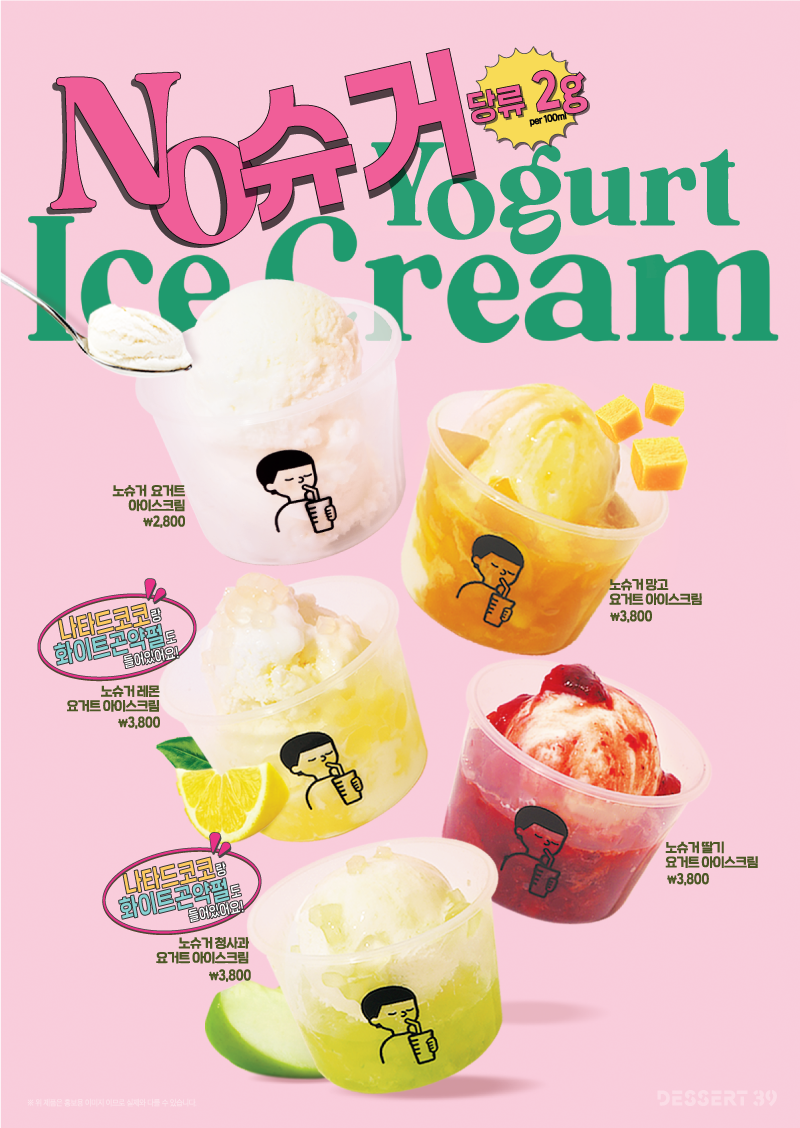 No슈거
당류 2g
per 100ml
Yogurt
Ice Cream
노슈거 요거트
아이스크림
₩2,800
노슈거 망고
요거트 아이스크림
₩3,800
나타드코코랑
화이트곤약펄도
들어있어요!
노슈거 레몬
요거트 아이스크림
₩3,800
노슈거 딸기
요거트 아이스크림
₩3,800
나타드코코랑
화이트곤약펄도
들어있어요!
노슈거 청사과
요거트 아이스크림
₩3,800
DESSERT 39